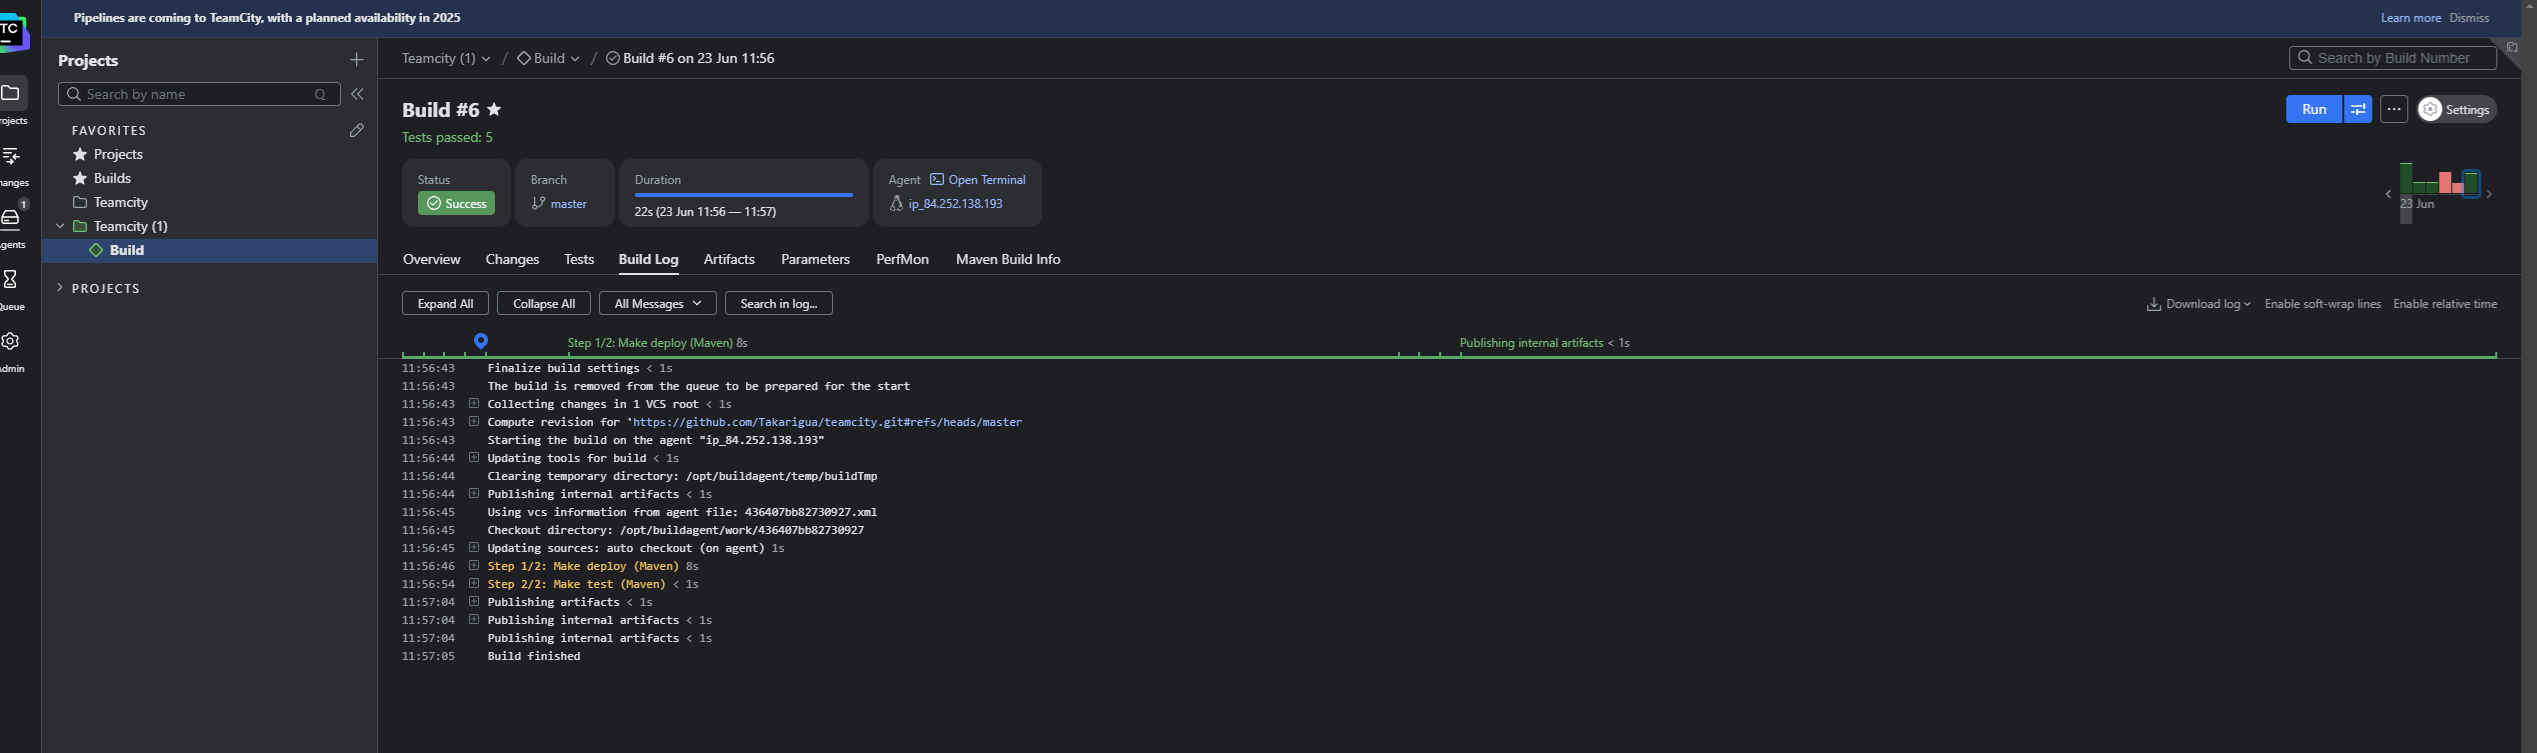 Pipelines are coming to TeamCity, with a planned availability in 2025
Learn more Dismiss
TC
Projects
Search by name Q
FAVORITES
Projects
Builds
Teamcity
Teamcity (1)
Build
PROJECTS
rojects
hanges
1
gents
ueue
dmin
Teamcity (1) / Build / Build #6 on 23 Jun 11:56
Search by Build Number
Build #6
Tests passed: 5
Run ... Settings
Status
Success
Branch
master
Duration
22s (23 Jun 11:56 — 11:57)
Agent Open Terminal
ip_84.252.138.193
23 Jun
Overview Changes Tests Build Log Artifacts Parameters PerfMon Maven Build Info
Expand All Collapse All All Messages Search in log...
Download log Enable soft-wrap lines Enable relative time
Step 1/2: Make deploy (Maven) 8s Publishing internal artifacts < 1s
11:56:43 Finalize build settings < 1s
11:56:43 The build is removed from the queue to be prepared for the start
11:56:43 Collecting changes in 1 VCS root < 1s
11:56:43 Compute revision for 'https://github.com/Takarigua/teamcity.git#refs/heads/master
11:56:43 Starting the build on the agent "ip_84.252.138.193"
11:56:44 Updating tools for build < 1s
11:56:44 Clearing temporary directory: /opt/buildagent/temp/buildTmp
11:56:44 Publishing internal artifacts < 1s
11:56:45 Using vcs information from agent file: 436407bb82730927.xml
11:56:45 Checkout directory: /opt/buildagent/work/436407bb82730927
11:56:45 Updating sources: auto checkout (on agent) 1s
11:56:46 Step 1/2: Make deploy (Maven) 8s
11:56:54 Step 2/2: Make test (Maven) < 1s
11:57:04 Publishing artifacts < 1s
11:57:04 Publishing internal artifacts < 1s
11:57:04 Publishing internal artifacts < 1s
11:57:05 Build finished